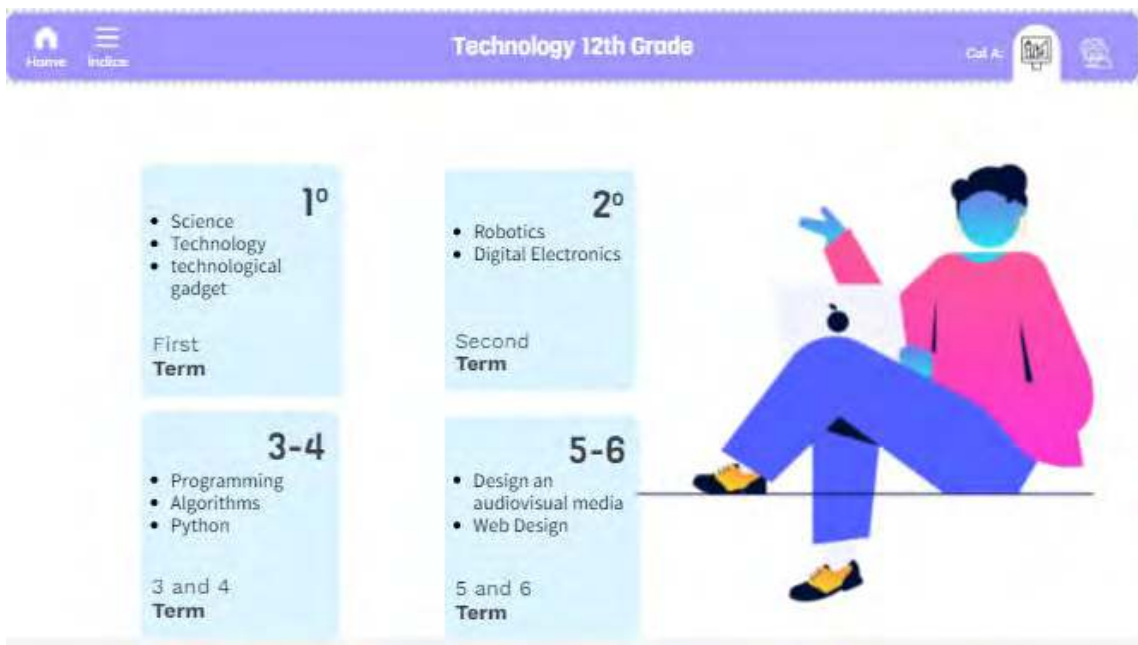 Technology 12th Grade
Home
Indice
Cal A:
1º
• Science
• Technology
• technological
gadget
First
Term
2º
• Robotics
• Digital Electronics
Second
Term
3-4
• Programming
• Algorithms
• Python
3 and 4
Term
5-6
• Design an
audiovisual media
• Web Design
5 and 6
Term